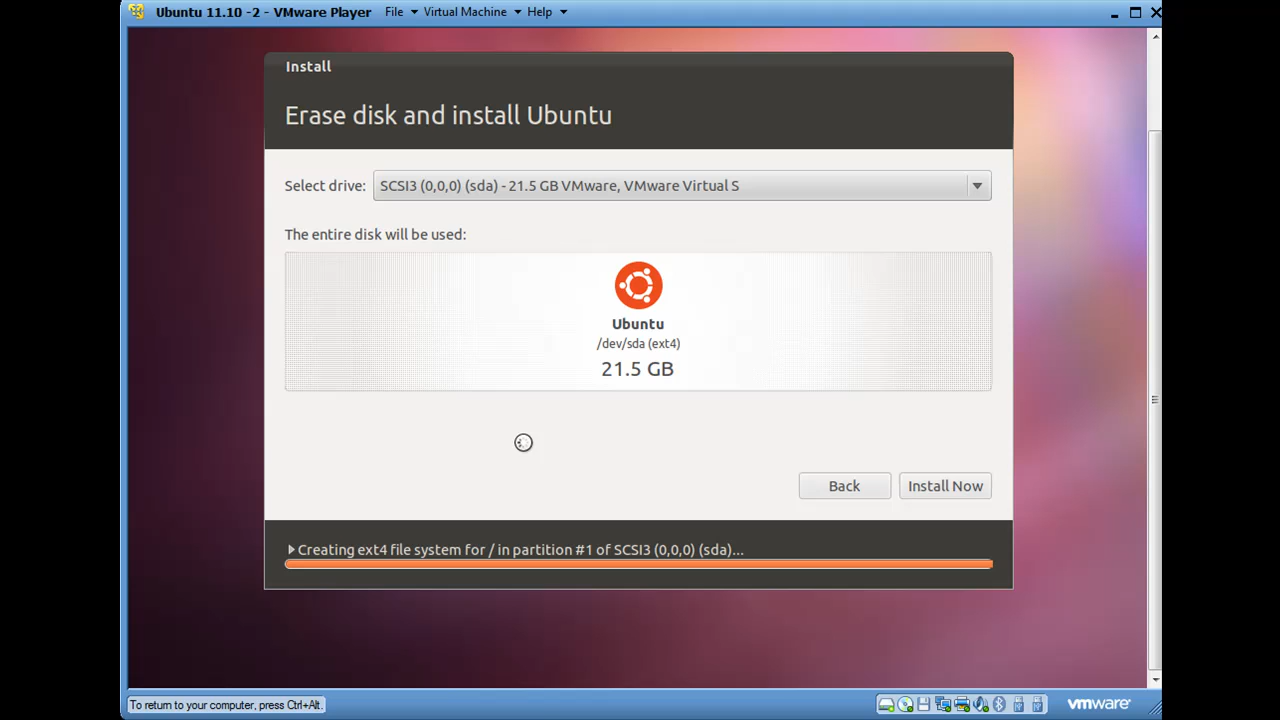 Ubuntu 11.10 -2 - VMware Player File Virtual Machine Help
Install
Erase disk and install Ubuntu
Select drive: SCSI3 (0,0,0) (sda) - 21.5 GB VMware, VMware Virtual S
The entire disk will be used:
Ubuntu
/dev/sda (ext4)
21.5 GB
Back Install Now
Creating ext4 file system for / in partition #1 of SCSI3 (0,0,0) (sda)...
To return to your computer, press Ctrl+Alt. vmware